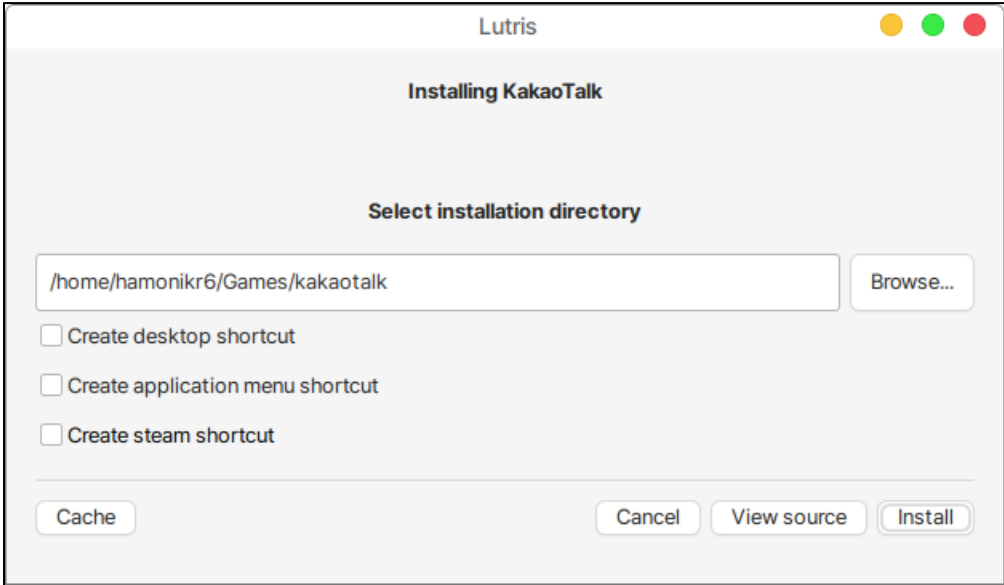 Lutris
Installing KakaoTalk
Select installation directory
/home/hamonikr6/Games/kakaotalk
Browse...
Create desktop shortcut
Create application menu shortcut
Create steam shortcut
Cache
Cancel
View source
Install